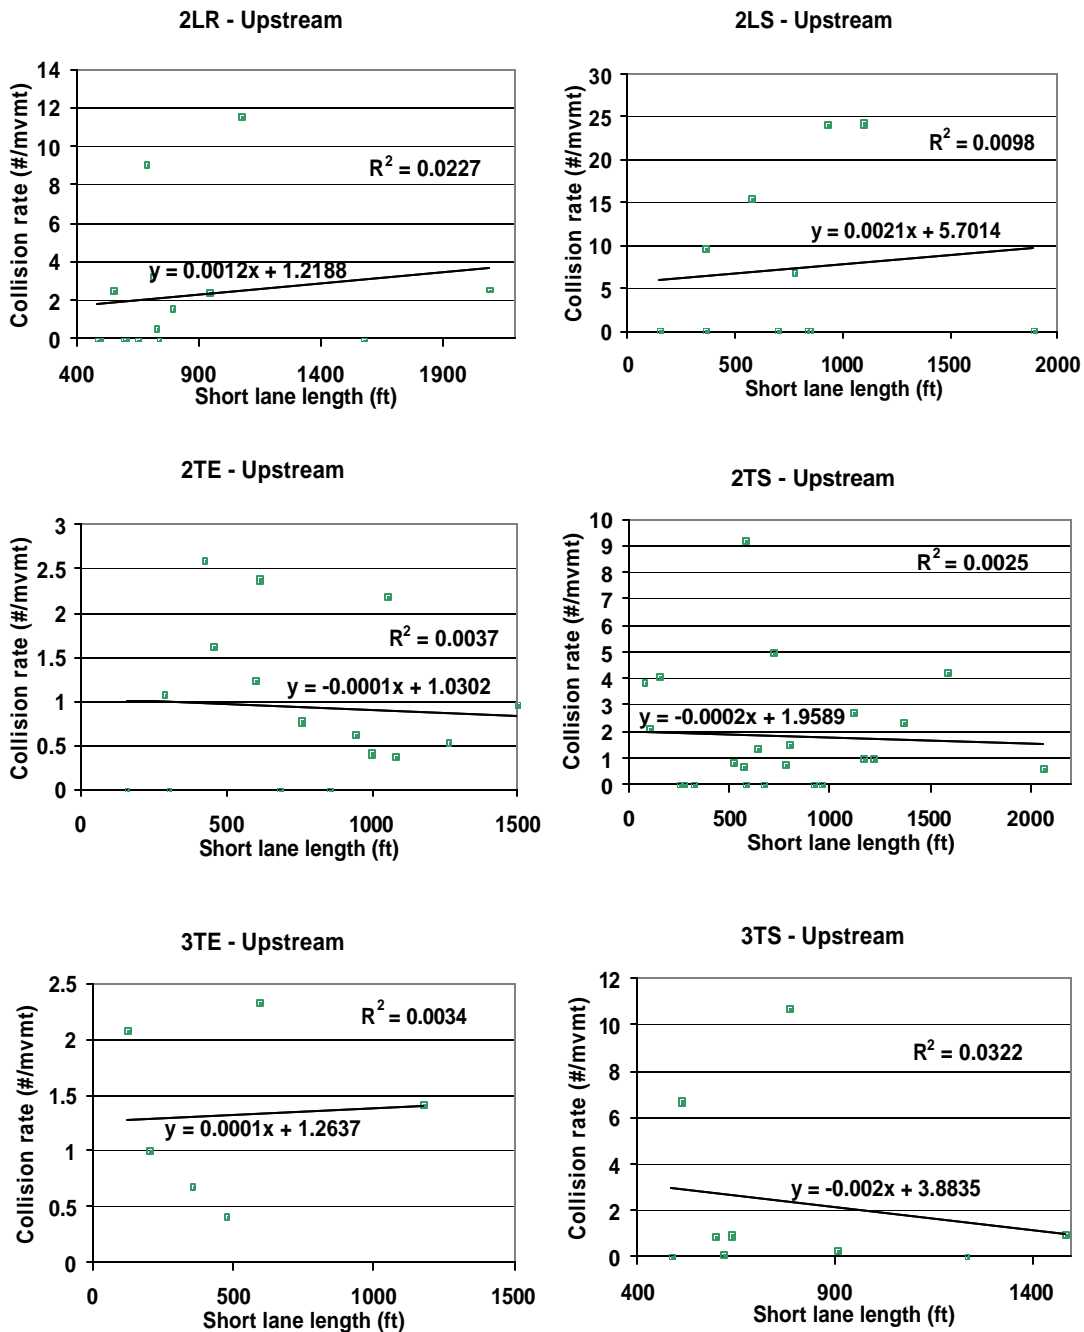 2LR - Upstream
Collision rate (#/mvmt)
14
12
10
8
6
4
2
0
R2 = 0.0227
y = 0.0012x + 1.2188
400 900 1400 1900
Short lane length (ft)
2LS - Upstream
Collision rate (#/mvmt)
30
25
20
15
10
5
0
R2 = 0.0098
y = 0.0021x + 5.7014
0 500 1000 1500 2000
Short lane length (ft)
2TE - Upstream
Collision rate (#/mvmt)
3
2.5
2
1.5
1
0.5
0
R2 = 0.0037
y = -0.0001x + 1.0302
0 500 1000 1500
Short lane length (ft)
2TS - Upstream
Collision rate (#/mvmt)
10
9
8
7
6
5
4
3
2
1
0
R2 = 0.0025
y = -0.0002x + 1.9589
0 500 1000 1500 2000
Short lane length (ft)
3TE - Upstream
Collision rate (#/mvmt)
2.5
2
1.5
1
0.5
0
R2 = 0.0034
y = 0.0001x + 1.2637
0 500 1000 1500
Short lane length (ft)
3TS - Upstream
Collision rate (#/mvmt)
12
10
8
6
4
2
0
R2 = 0.0322
y = -0.002x + 3.8835
400 900 1400
Short lane length (ft)